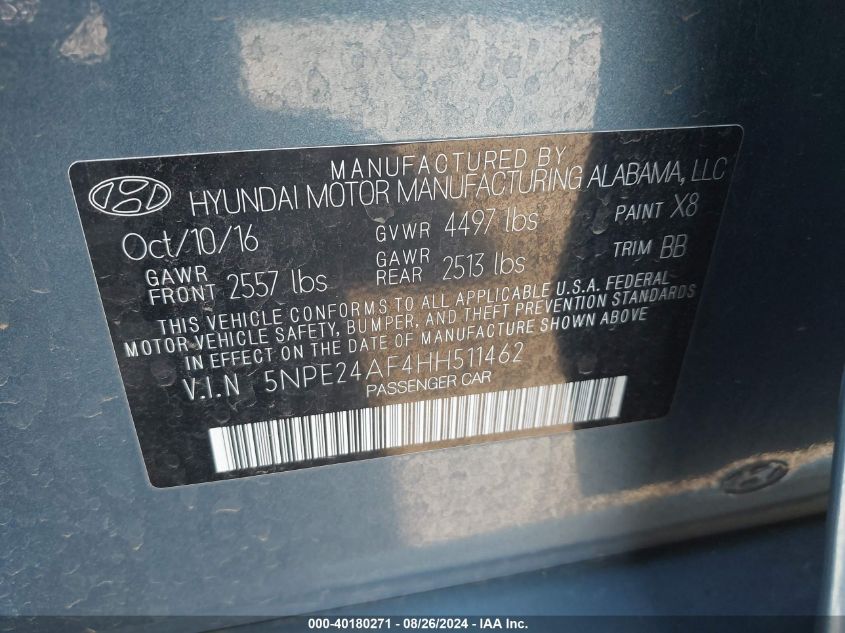 MANUFACTURED BY
HYUNDAI MOTOR MANUFACTURING ALABAMA, LLC
Oct/10/16 GVWR 4497 lbs PAINT X8
GAWR FRONT 2557 lbs GAWR REAR 2513 lbs TRIM BB
THIS VEHICLE CONFORMS TO ALL APPLICABLE U.S.A. FEDERAL
MOTOR VEHICLE SAFETY, BUMPER, AND THEFT PREVENTION STANDARDS
IN EFFECT ON THE DATE OF MANUFACTURE SHOWN ABOVE
V.I.N 5NPE24AF4HH511462
PASSENGER CAR
000-40180271 - 08/26/2024 - IAA Inc.